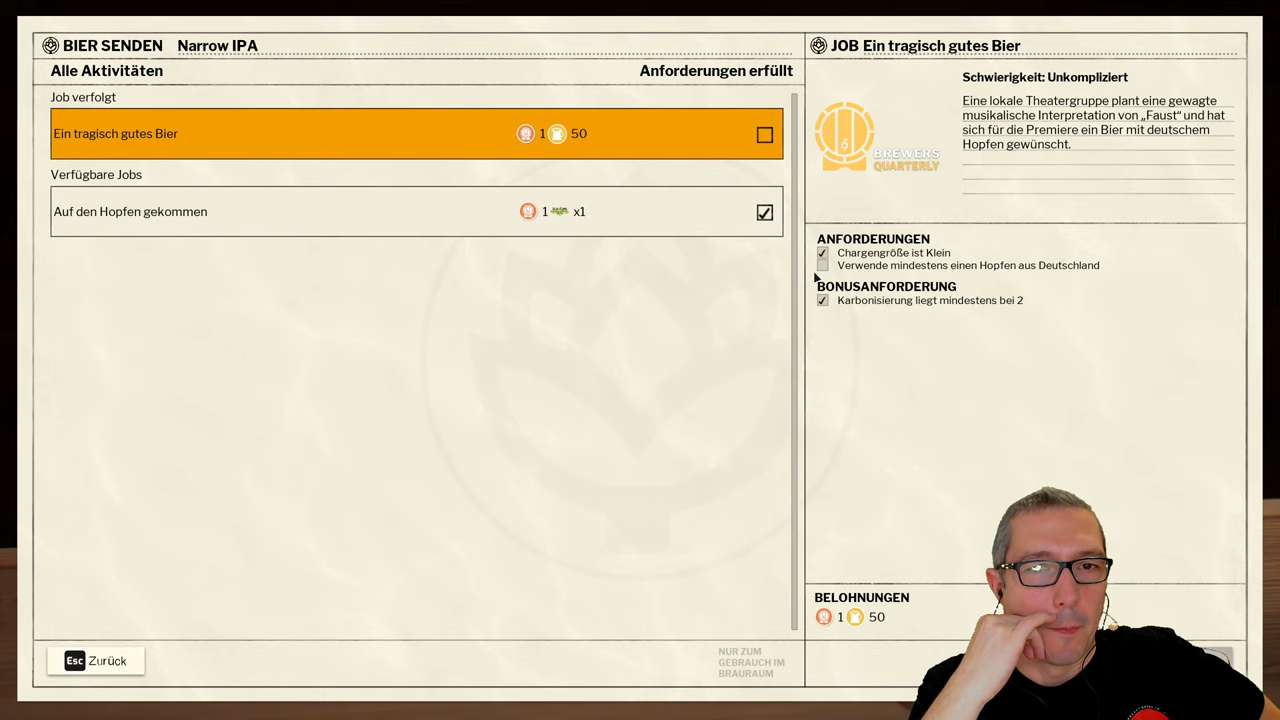 BIER SENDEN Narrow IPA
Alle Aktivitäten Anforderungen erfüllt
Job verfolgt
Ein tragisch gutes Bier 1 50
Verfügbare Jobs
Auf den Hopfen gekommen 1 x1
Esc Zurück
NUR ZUM
GEBRAUCH IM
BRAURAUM
JOB Ein tragisch gutes Bier
BREWERS
QUARTERLY
Schwierigkeit: Unkompliziert
Eine lokale Theatergruppe plant eine gewagte
musikalische Interpretation von „Faust“ und hat
sich für die Premiere ein Bier mit deutschem
Hopfen gewünscht.
ANFORDERUNGEN
Chargengröße ist Klein
Verwende mindestens einen Hopfen aus Deutschland
BONUSANFORDERUNG
Karbonisierung liegt mindestens bei 2
BELOHNUNGEN
1 50